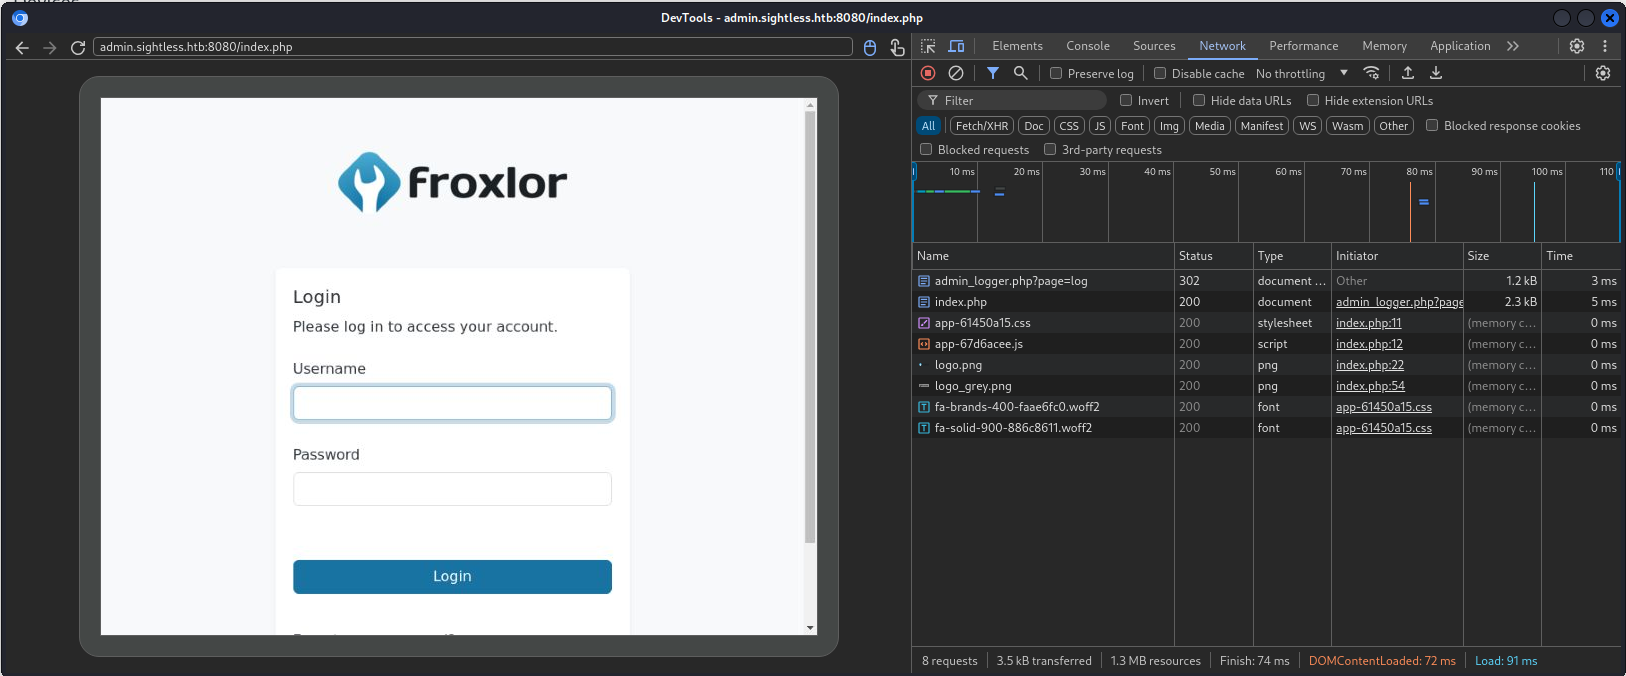 DevTools - admin.sightless.htb:8080/index.php
admin.sightless.htb:8080/index.php
Elements Console Sources Network Performance Memory Application
Preserve log Disable cache No throttling
Filter Invert Hide data URLs Hide extension URLs
All Fetch/XHR Doc CSS JS Font Img Media Manifest WS Wasm Other Blocked response cookies
Blocked requests 3rd-party requests
10 ms 20 ms 30 ms 40 ms 50 ms 60 ms 70 ms 80 ms 90 ms 100 ms 110
Name Status Type Initiator Size Time
admin_logger.php?page=log 302 document ... Other 1.2 kB 3 ms
index.php 200 document admin_logger.php?page 2.3 kB 5 ms
app-61450a15.css 200 stylesheet index.php:11 (memory c... 0 ms
app-67d6acee.js 200 script index.php:12 (memory c... 0 ms
logo.png 200 png index.php:22 (memory c... 0 ms
logo_grey.png 200 png index.php:54 (memory c... 0 ms
fa-brands-400-faae6fc0.woff2 200 font app-61450a15.css (memory c... 0 ms
fa-solid-900-886c8611.woff2 200 font app-61450a15.css (memory c... 0 ms
8 requests 3.5 kB transferred 1.3 MB resources Finish: 74 ms DOMContentLoaded: 72 ms Load: 91 ms
froxlor
Login
Please log in to access your account.
Username
Password
Login